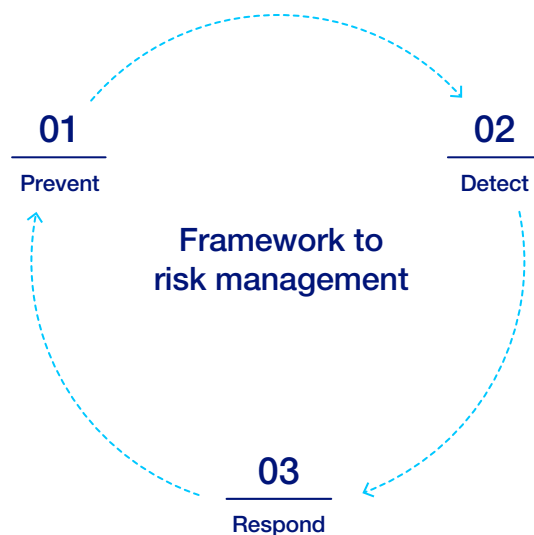 01
Prevent
02
Detect
Framework to
risk management
03
Respond